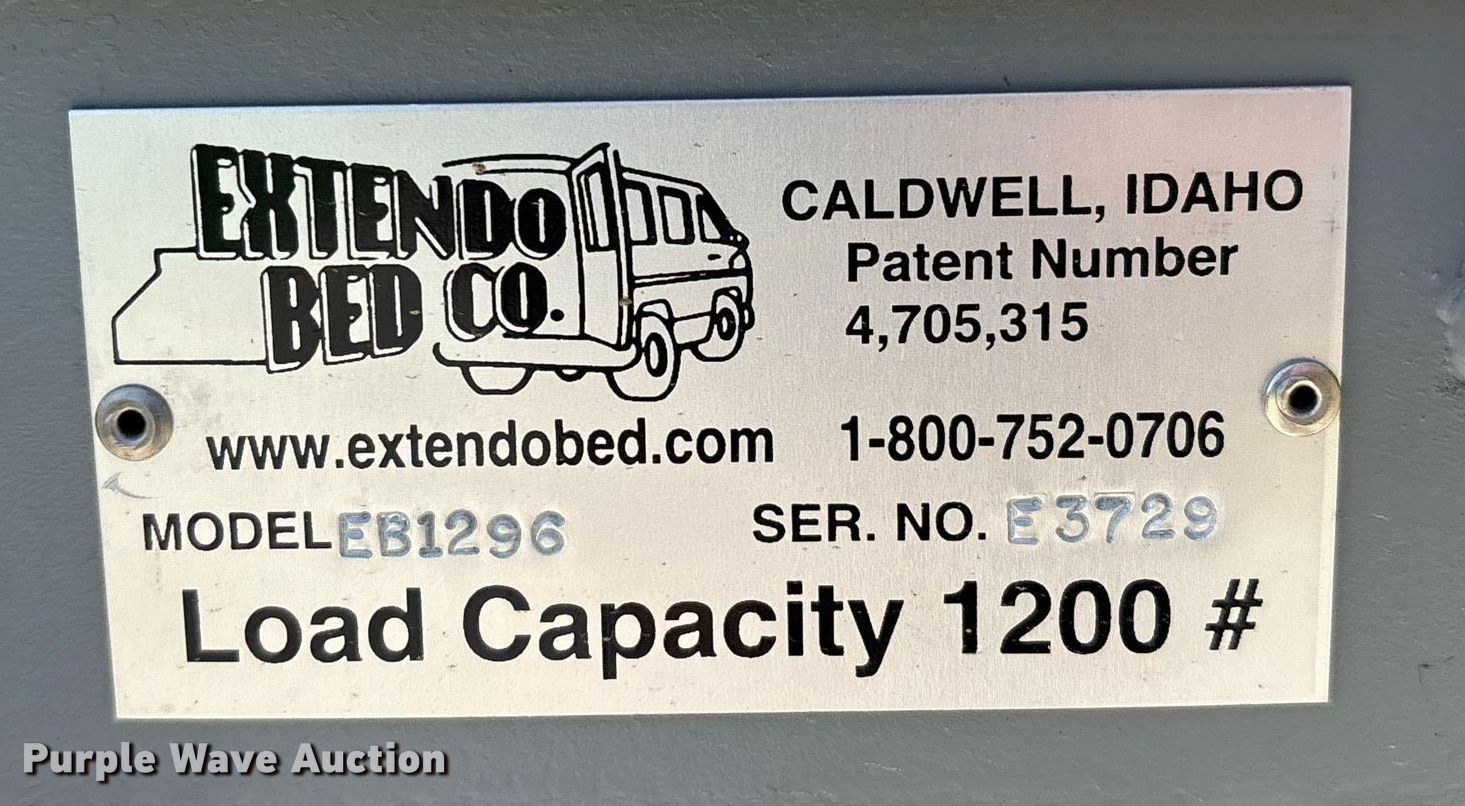 EXTENDO
BED CO.
CALDWELL, IDAHO
Patent Number
4,705,315
www.extendobed.com 1-800-752-0706
MODEL EB1296 SER. NO. E3729
Load Capacity 1200 #
Purple Wave Auction